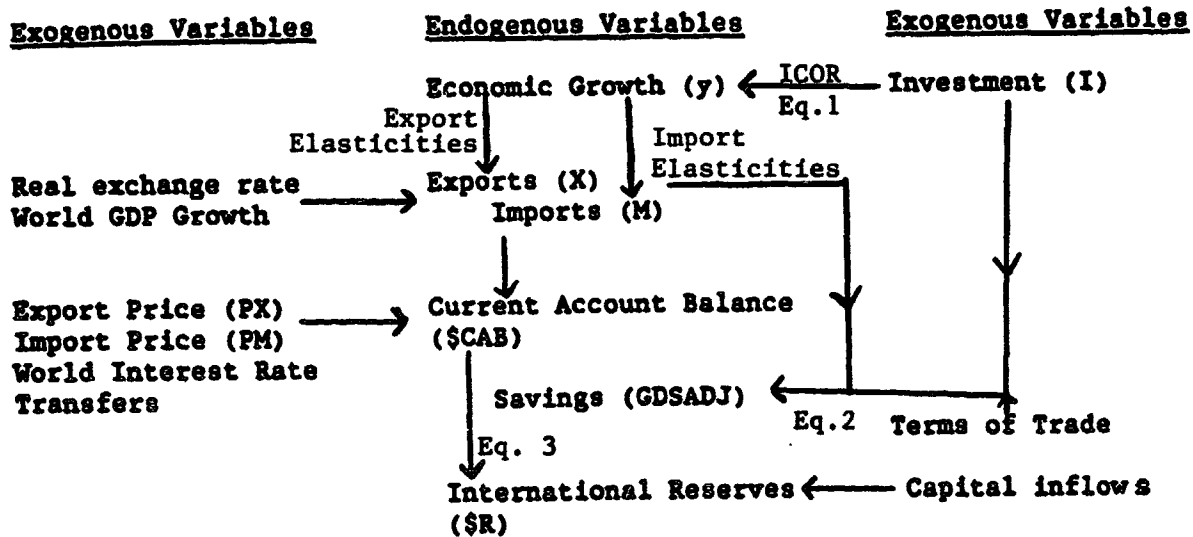 Exogenous Variables Endogenous Variables Exogenous Variables
Economic Growth (y) ICOR Investment (I)
Eq.1
Export
Elasticities
Import
Elasticities
Real exchange rate
World GDP Growth
Exports (X)
Imports (M)
Export Price (PX)
Import Price (PM)
World Interest Rate
Transfers
Current Account Balance
($CAB)
Savings (GDSADJ) Eq.2 Terms of Trade
Eq. 3
International Reserves Capital inflows
($R)